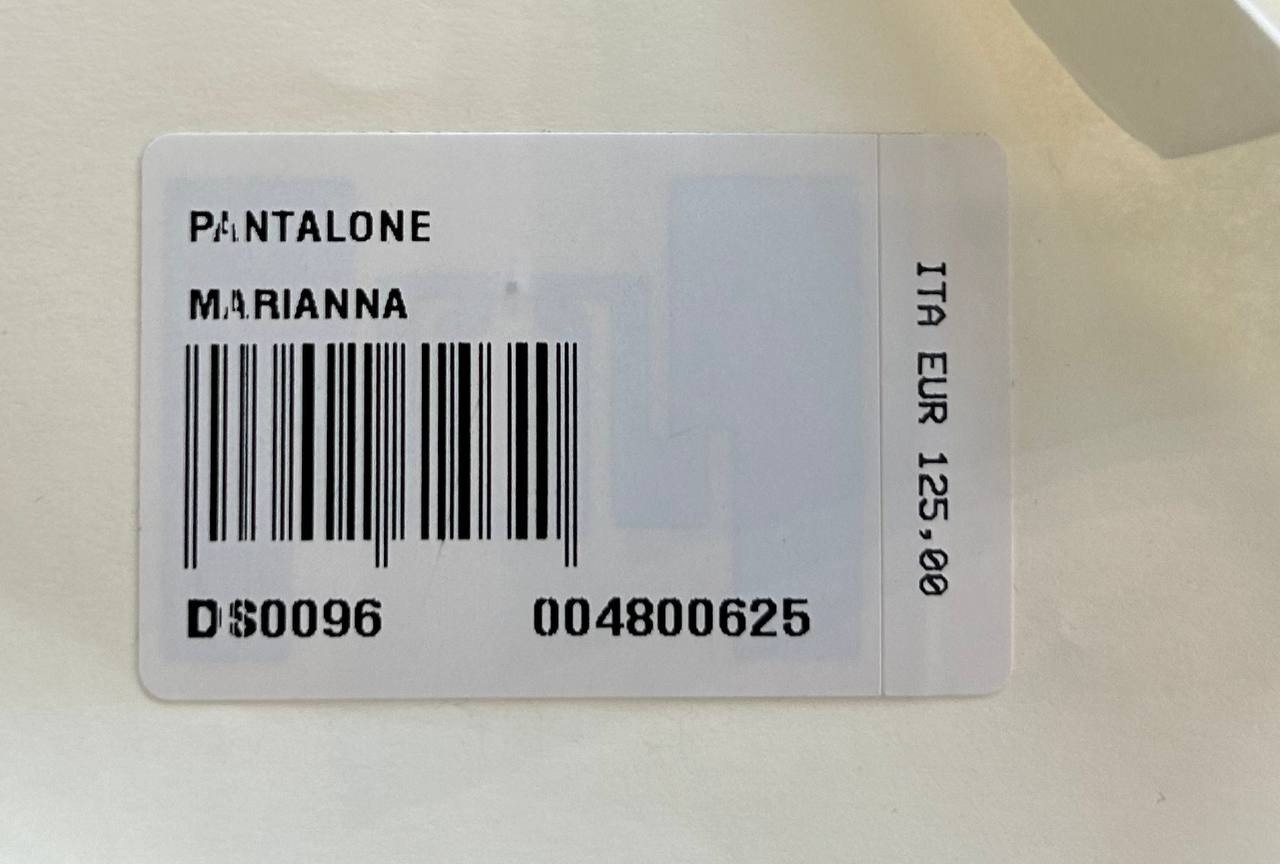 PANTALONE
MARIANNA
DS0096 004800625
ITA EUR 125,00